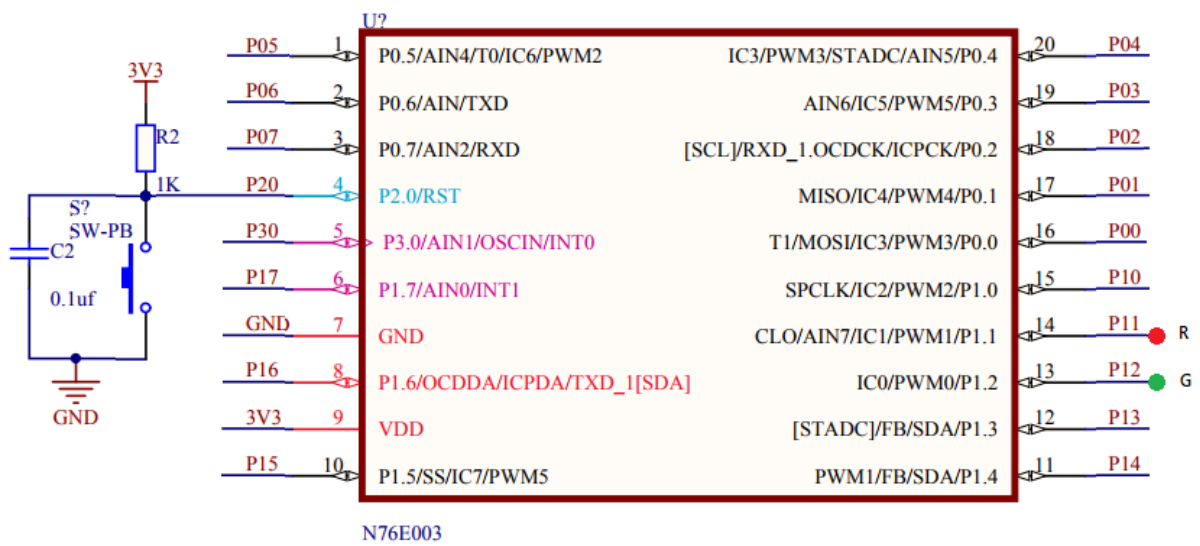 U?
P05 1 P0.5/AIN4/T0/IC6/PWM2 IC3/PWM3/STADC/AIN5/P0.4 20 P04
3V3
P06 2 P0.6/AIN/TXD AIN6/IC5/PWM5/P0.3 19 P03
R2
P07 3 P0.7/AIN2/RXD [SCL]/RXD_1.OCDCK/ICPCK/P0.2 18 P02
1K P20 4 P2.0/RST MISO/IC4/PWM4/P0.1 17 P01
S?
SW-PB
P30 5 P3.0/AIN1/OSCIN/INT0 T1/MOSI/IC3/PWM3/P0.0 16 P00
C2
P17 6 P1.7/AIN0/INT1 SPCLK/IC2/PWM2/P1.0 15 P10
0.1uf
GND 7 GND CLO/AIN7/IC1/PWM1/P1.1 14 P11 R
P16 8 P1.6/OCDDA/ICPDA/TXD_1[SDA] IC0/PWM0/P1.2 13 P12 G
GND
3V3 9 VDD [STADC]/FB/SDA/P1.3 12 P13
P15 10 P1.5/SS/IC7/PWM5 PWM1/FB/SDA/P1.4 11 P14
N76E003